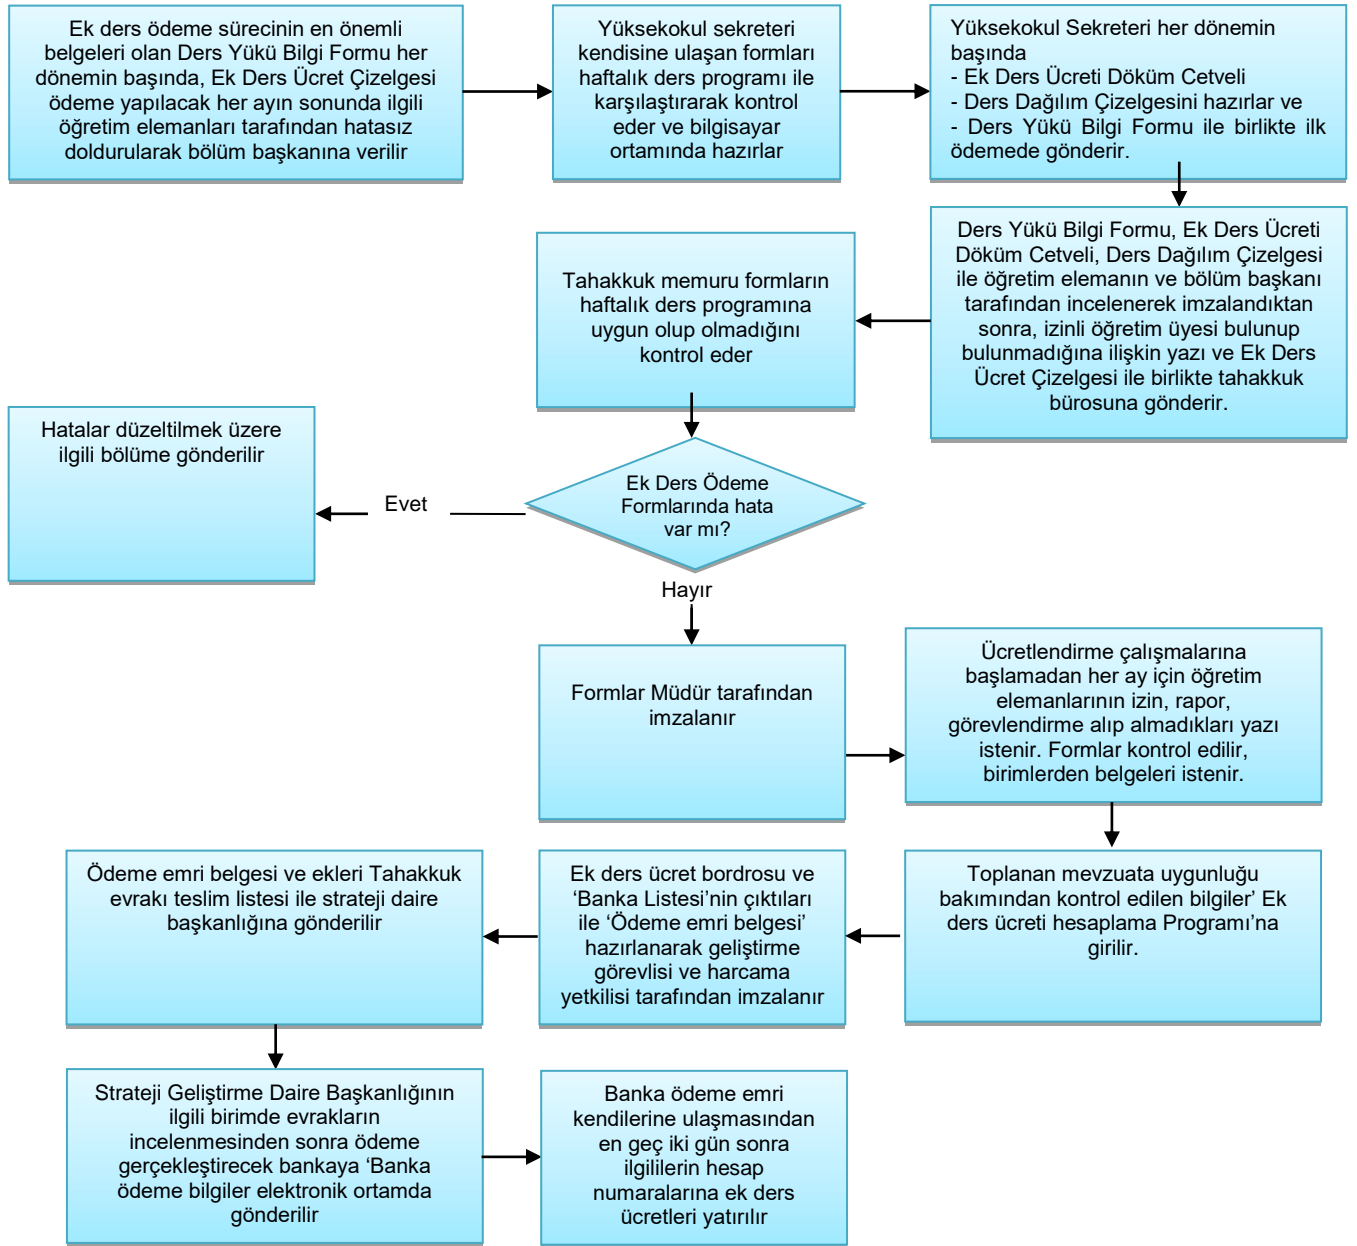 Ek ders ödeme sürecinin en önemli
belgeleri olan Ders Yükü Bilgi Formu her
dönemin başında, Ek Ders Ücret Çizelgesi
ödeme yapılacak her ayın sonunda ilgili
öğretim elemanları tarafından hatasız
doldurularak bölüm başkanına verilir
Yüksekokul sekreteri
kendisine ulaşan formları
haftalık ders programı ile
karşılaştırarak kontrol
eder ve bilgisayar
ortamında hazırlar
Yüksekokul Sekreteri her dönemin
başında
- Ek Ders Ücreti Döküm Cetveli
- Ders Dağılım Çizelgesini hazırlar ve
- Ders Yükü Bilgi Formu ile birlikte ilk
ödemede gönderir.
Ders Yükü Bilgi Formu, Ek Ders Ücreti
Döküm Cetveli, Ders Dağılım Çizelgesi
ile öğretim elemanın ve bölüm başkanı
tarafından incelenerek imzalandıktan
sonra, izinli öğretim üyesi bulunup
bulunmadığına ilişkin yazı ve Ek Ders
Ücret Çizelgesi ile birlikte tahakkuk
bürosuna gönderir.
Tahakkuk memuru formların
haftalık ders programına
uygun olup olmadığını
kontrol eder
Ek Ders Ödeme
Formlarında hata
var mı?
Evet
Hatalar düzeltilmek üzere
ilgili bölüme gönderilir
Hayır
Formlar Müdür tarafından
imzalanır
Ücretlendirme çalışmalarına
başlamadan her ay için öğretim
elemanlarının izin, rapor,
görevlendirme alıp almadıkları yazı
istenir. Formlar kontrol edilir,
birimlerden belgeleri istenir.
Toplanan mevzuata uygunluğu
bakımından kontrol edilen bilgiler’ Ek
ders ücreti hesaplama Programı’na
girilir.
Ek ders ücret bordrosu ve
‘Banka Listesi’nin çıktıları
ile ‘Ödeme emri belgesi’
hazırlanarak geliştirme
görevlisi ve harcama
yetkilisi tarafından imzalanır
Ödeme emri belgesi ve ekleri Tahakkuk
evrakı teslim listesi ile strateji daire
başkanlığına gönderilir
Strateji Geliştirme Daire Başkanlığının
ilgili birimde evrakların
incelenmesinden sonra ödeme
gerçekleştirecek bankaya ‘Banka
ödeme bilgiler elektronik ortamda
gönderilir
Banka ödeme emri
kendilerine ulaşmasından
en geç iki gün sonra
ilgililerin hesap
numaralarına ek ders
ücretleri yatırılır